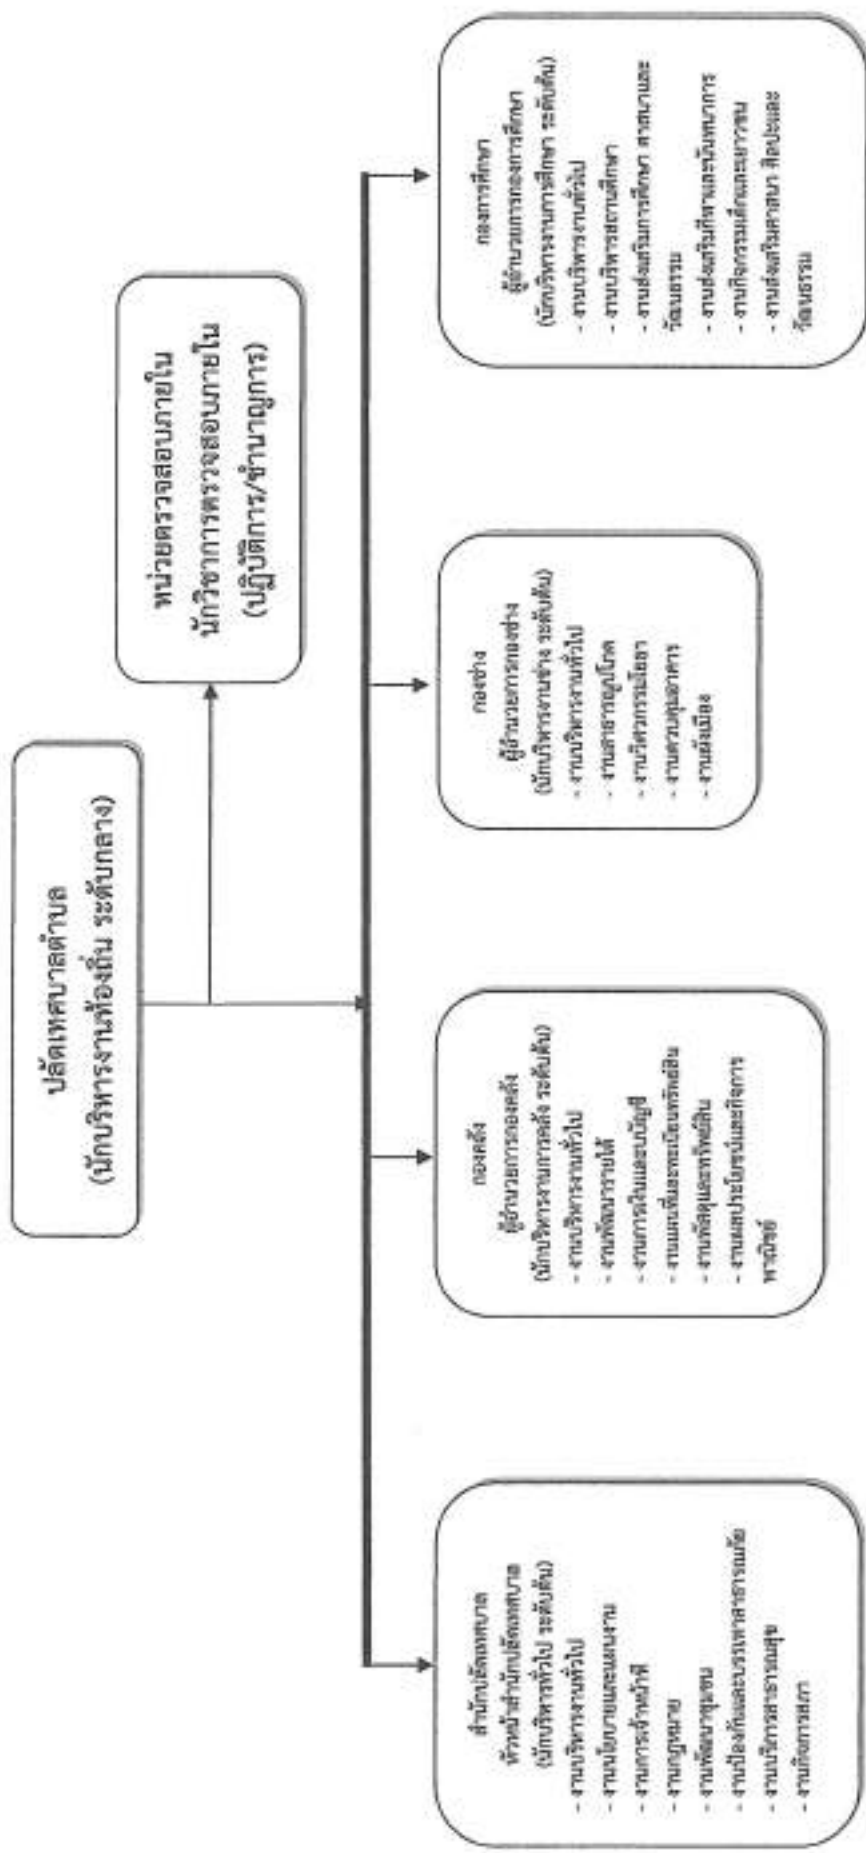 ปลัดเทศบาลตำบล
(นักบริหารงานท้องถิ่น ระดับกลาง)
หน่วยตรวจสอบภายใน
นักวิชาการตรวจสอบภายใน
(ปฏิบัติการ/ชำนาญการ)
สำนักปลัดเทศบาล
หัวหน้าสำนักปลัดเทศบาล
(นักบริหารทั่วไป ระดับต้น)
- งานบริหารงานทั่วไป
- งานนโยบายและแผนงาน
- งานการเจ้าหน้าที่
- งานกฎหมาย
- งานพัฒนาชุมชน
- งานป้องกันและบรรเทาสาธารณภัย
- งานบริการสาธารณสุข
- งานกิจการสภา
กองคลัง
ผู้อำนวยการกองคลัง
(นักบริหารงานการคลัง ระดับต้น)
- งานบริหารงานทั่วไป
- งานพัฒนารายได้
- งานการเงินและบัญชี
- งานแผนที่และทะเบียนทรัพย์สิน
- งานพัสดุและทรัพย์สิน
- งานผลประโยชน์และกิจการ
พาณิชย์
กองช่าง
ผู้อำนวยการกองช่าง
(นักบริหารงานช่าง ระดับต้น)
- งานบริหารงานทั่วไป
- งานสาธารณูปโภค
- งานวิศวกรรมโยธา
- งานควบคุมอาคาร
- งานผังเมือง
กองการศึกษา
ผู้อำนวยการกองการศึกษา
(นักบริหารงานการศึกษา ระดับต้น)
- งานบริหารงานทั่วไป
- งานบริหารสถานศึกษา
- งานส่งเสริมการศึกษา ศาสนาและ
วัฒนธรรม
- งานส่งเสริมกีฬาและนันทนาการ
- งานกิจกรรมเด็กและเยาวชน
- งานส่งเสริมศาสนา ศิลปะและ
วัฒนธรรม